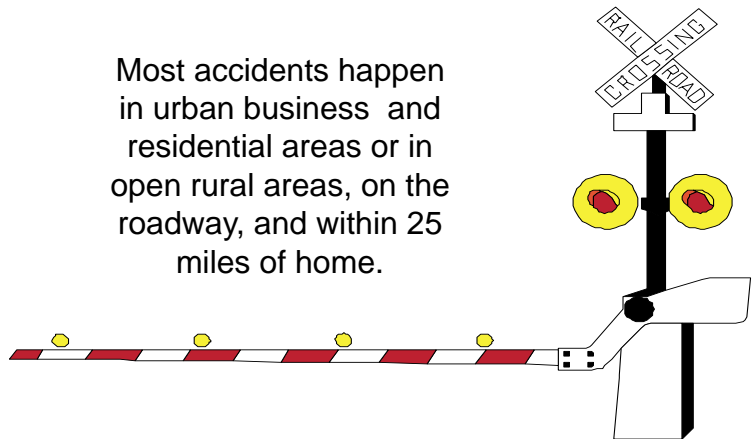 Most accidents happen
in urban business  and
residential areas or in
open rural areas, on the
roadway, and within 25
miles of home.
RAIL ROAD
CROSSING